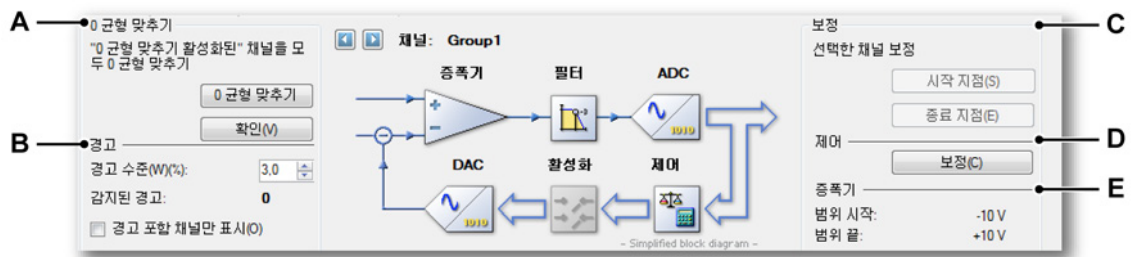 A
0 균형 맞추기
"0 균형 맞추기 활성화된" 채널을 모
두 0 균형 맞추기
0 균형 맞추기
확인(V)
B
경고
경고 수준(W)(%):
3,0
감지된 경고:
0
경고 포함 채널만 표시(O)
채널: Group1
증폭기
필터
ADC
+
−
-3
1010
DAC
활성화
제어
1010
− Simplified block diagram −
보정
C
선택한 채널 보정
시작 지점(S)
종료 지점(E)
제어
D
보정(C)
증폭기
E
범위 시작:
-10 V
범위 끝:
+10 V